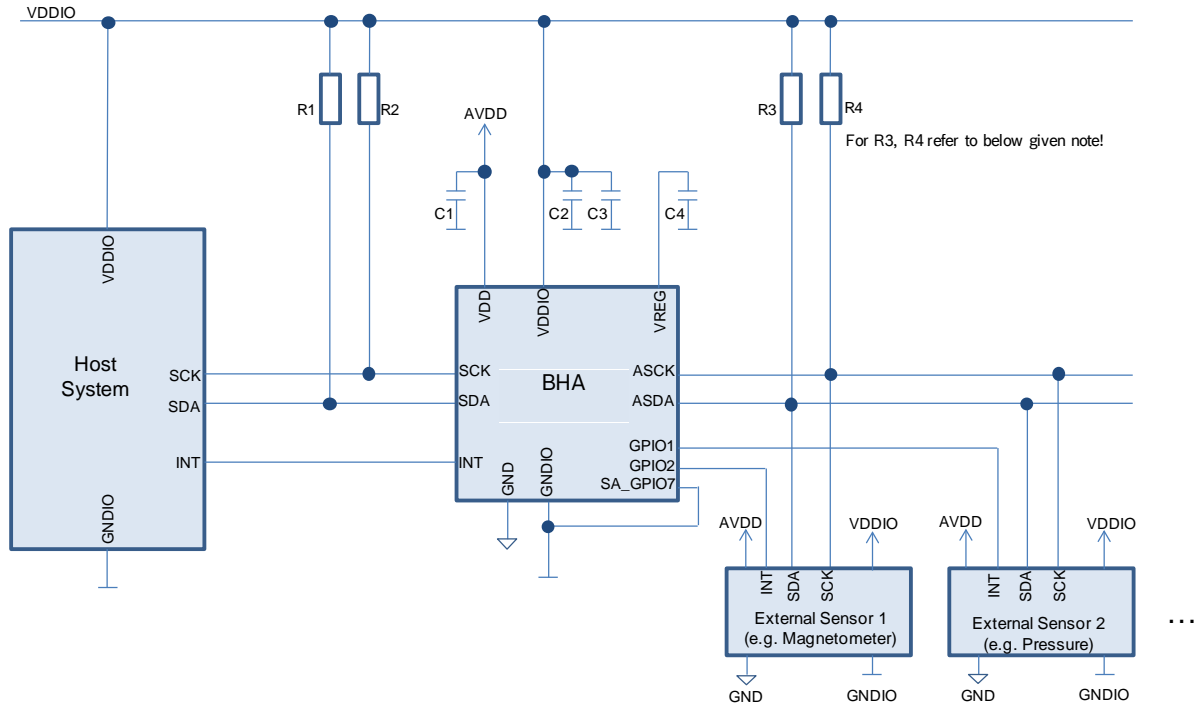 VDDIO
R1
R2
AVDD
R3
R4
For R3, R4 refer to below given note!
C1
C2
C3
C4
VDDIO
VDD
VDDIO
VREG
Host
System
SCK
SDA
INT
GNDIO
SCK
SDA
INT
BHA
ASCK
ASDA
GPIO1
GPIO2
SA_GPIO7
GND
GNDIO
AVDD
VDDIO
AVDD
VDDIO
INT
SDA
SCK
External Sensor 1
(e.g. Magnetometer)
INT
SDA
SCK
External Sensor 2
(e.g. Pressure)
...
GND
GNDIO
GND
GNDIO